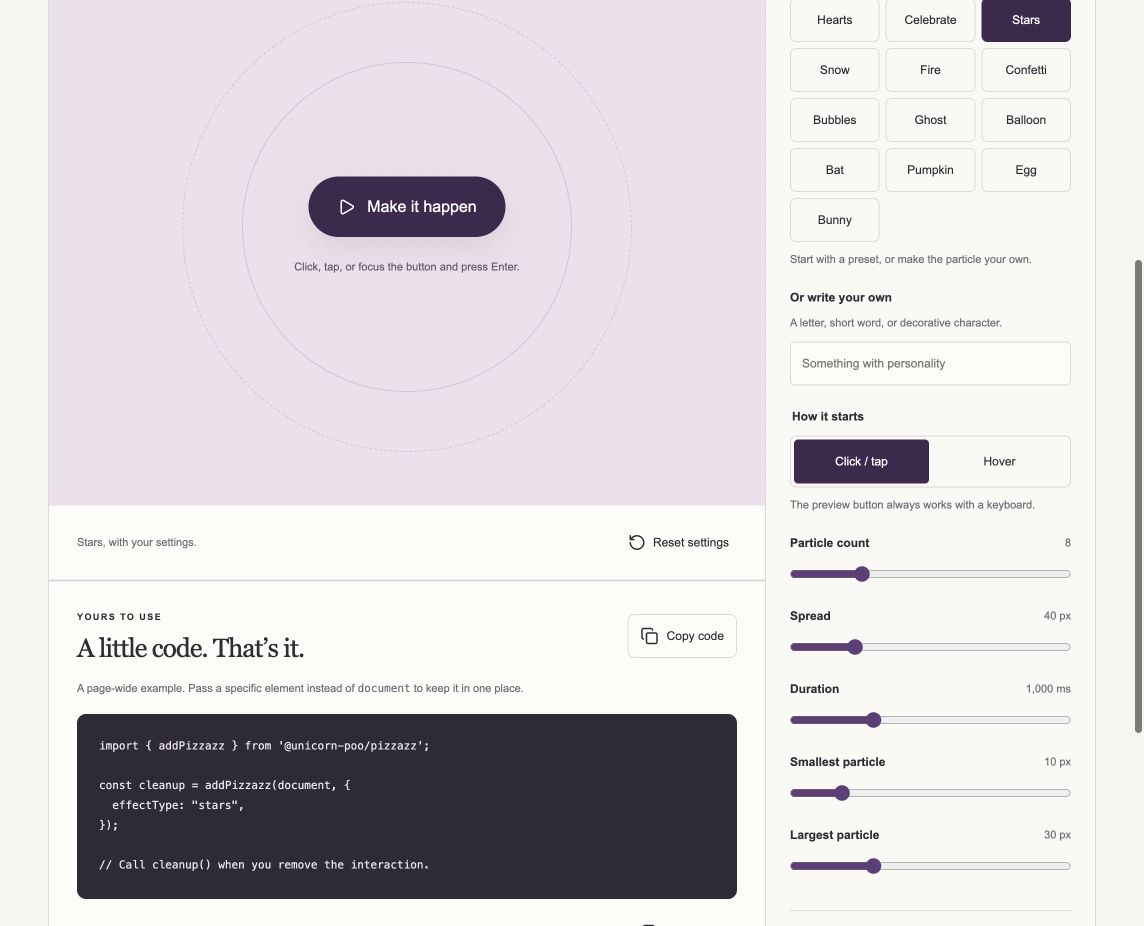 Make it happen
Click, tap, or focus the button and press Enter.
Stars, with your settings.
Reset settings
YOURS TO USE
A little code. That’s it.
Copy code
A page-wide example. Pass a specific element instead of document to keep it in one place.
import { addPizzazz } from '@unicorn-poo/pizzazz';
const cleanup = addPizzazz(document, {
  effectType: "stars",
});
// Call cleanup() when you remove the interaction.
Hearts
Celebrate
Stars
Snow
Fire
Confetti
Bubbles
Ghost
Balloon
Bat
Pumpkin
Egg
Bunny
Start with a preset, or make the particle your own.
Or write your own
A letter, short word, or decorative character.
Something with personality
How it starts
Click / tap
Hover
The preview button always works with a keyboard.
Particle count
8
Spread
40 px
Duration
1,000 ms
Smallest particle
10 px
Largest particle
30 px